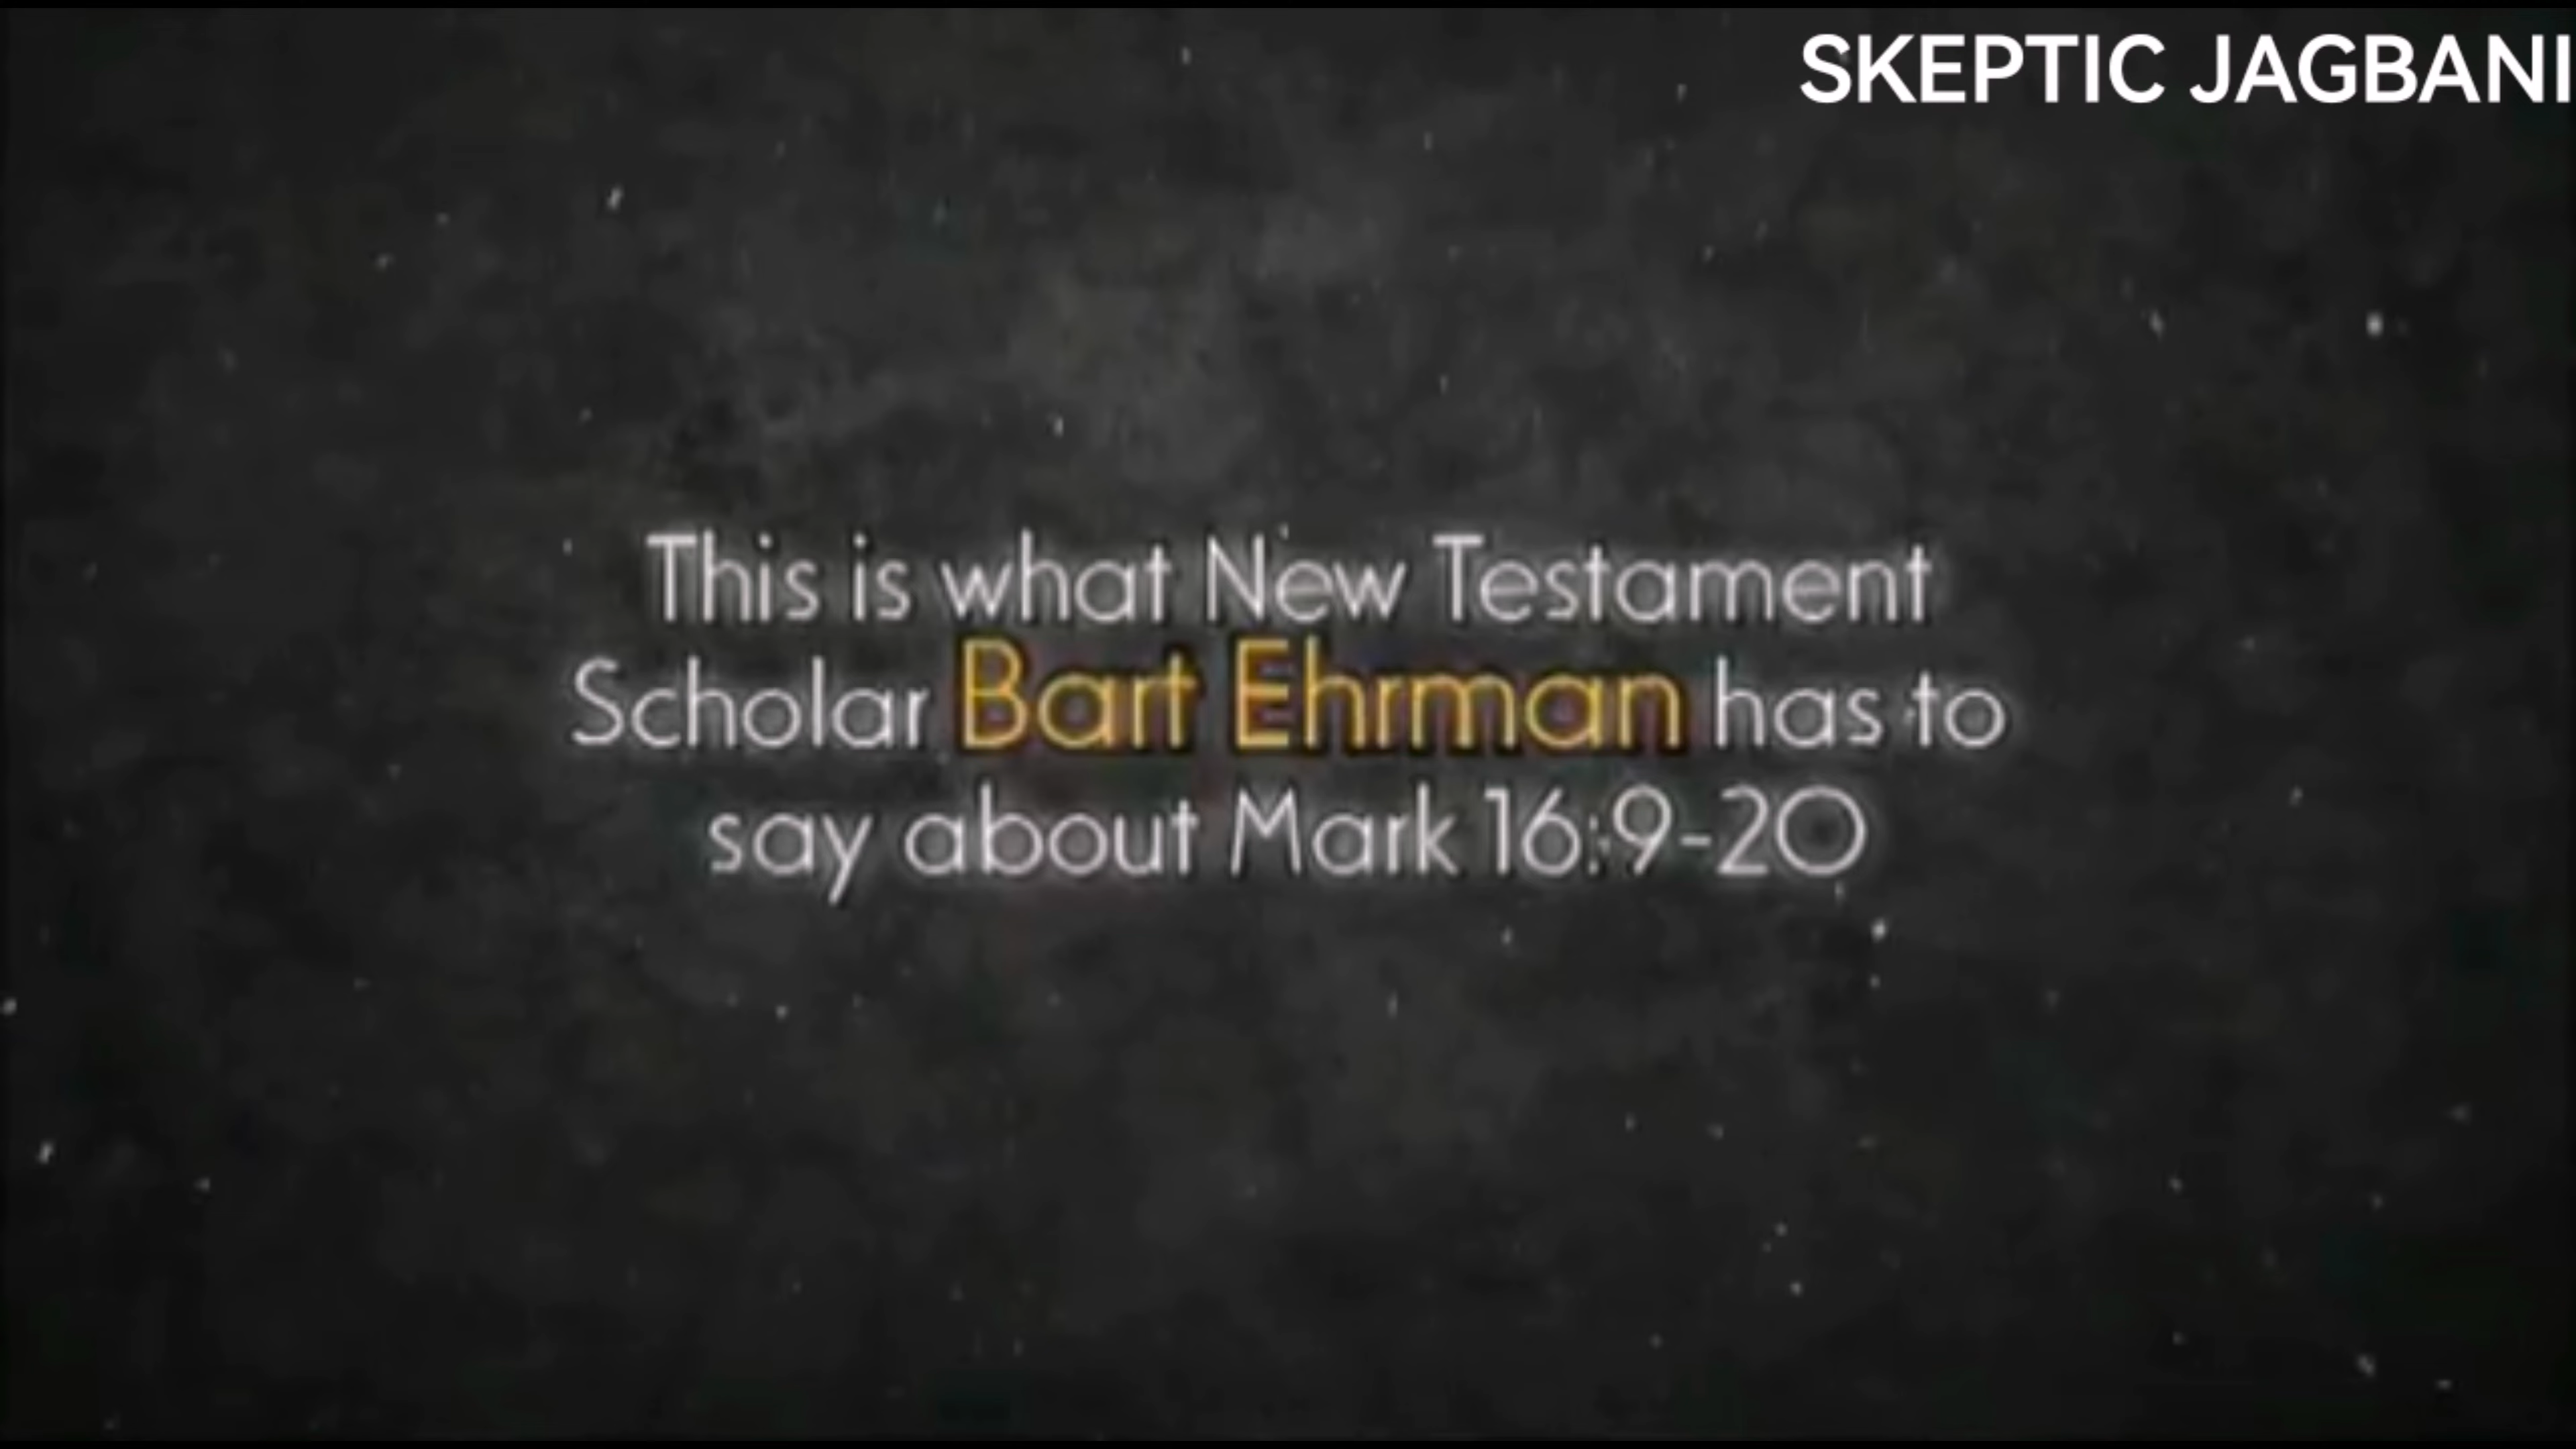 SKEPTIC JAGBANI
This is what New Testament
Scholar Bart Ehrman has to
say about Mark 16:9-20